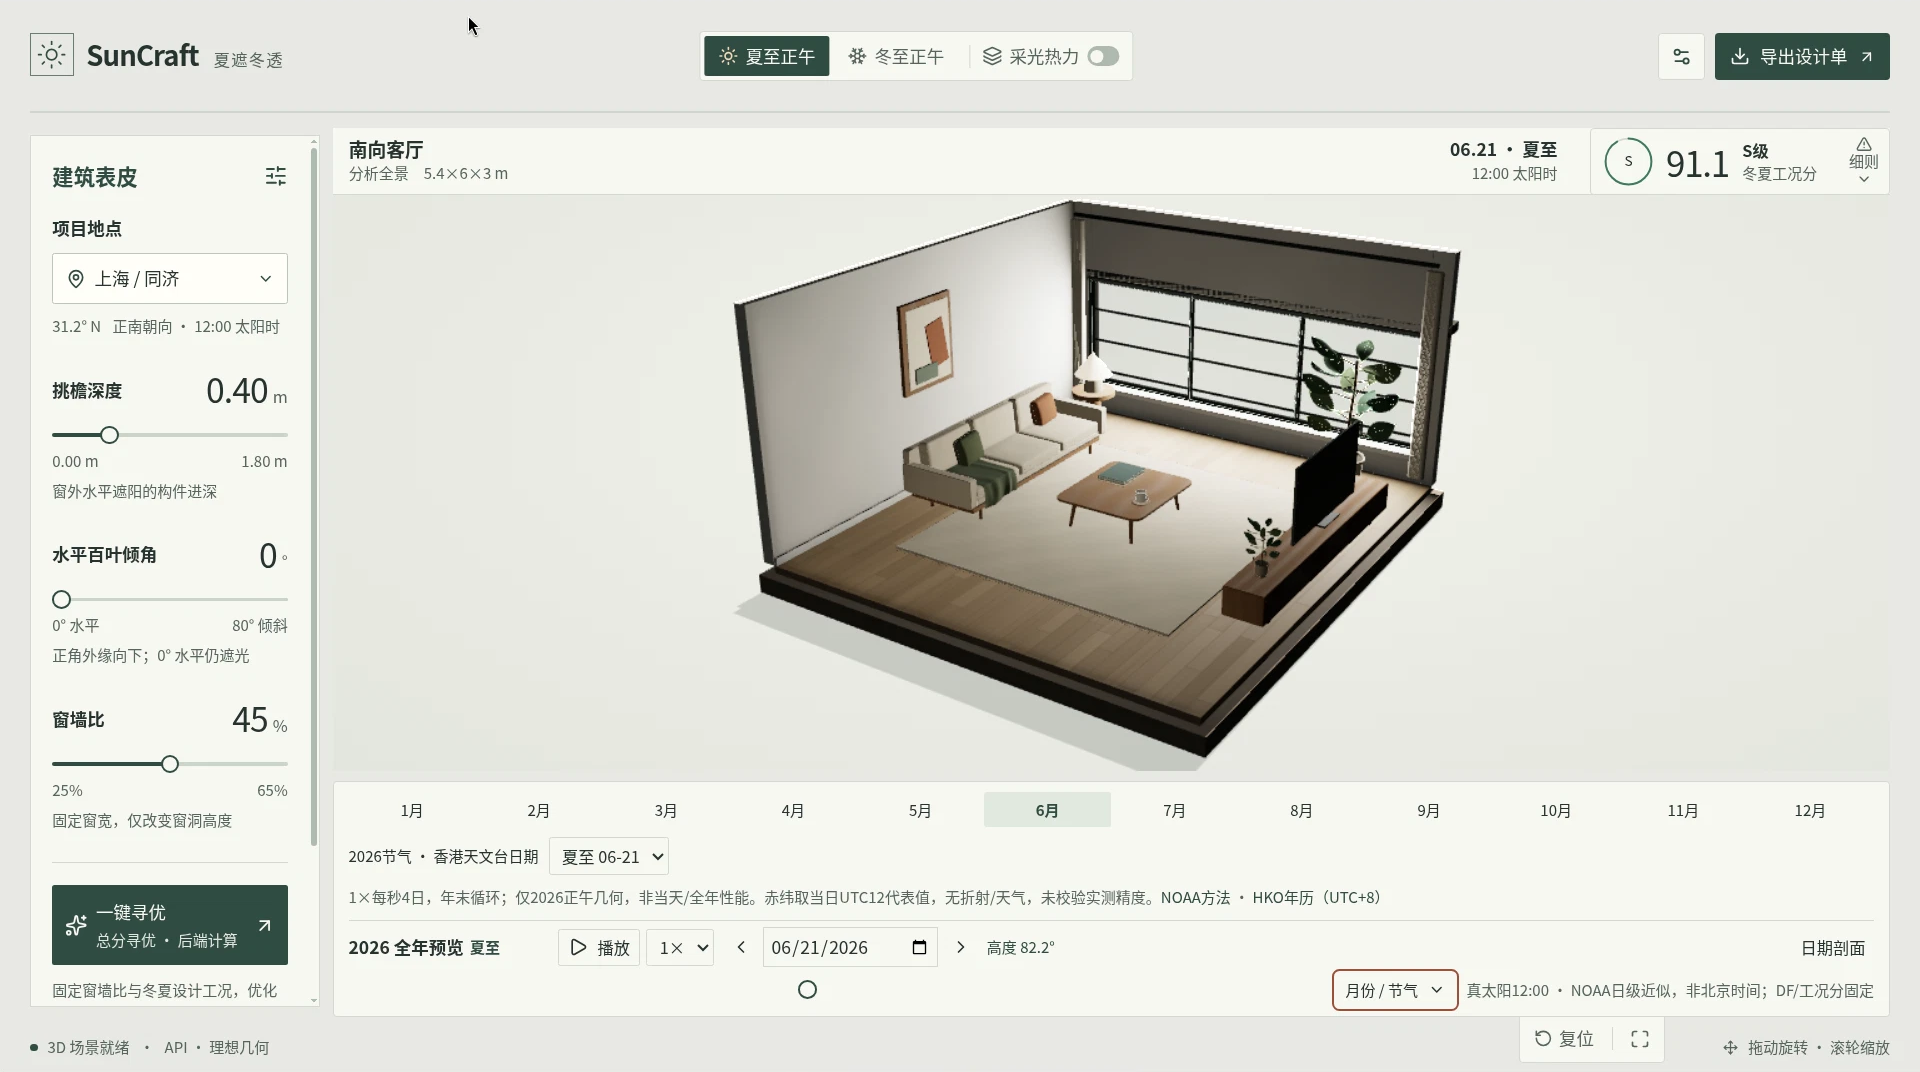 SunCraft 夏遮冬透
夏至正午 冬至正午 采光热力
导出设计单
建筑表皮
项目地点
上海 / 同济
31.2° N 正南朝向 · 12:00 太阳时
挑檐深度 0.40 m
0.00 m 1.80 m
窗外水平遮阳的构件进深
水平百叶倾角 0 °
0° 水平 80° 倾斜
正角外缘向下；0° 水平仍遮光
窗墙比 45 %
25% 65%
固定窗宽，仅改变窗洞高度
一键寻优
总分寻优 · 后端计算
固定窗墙比与冬夏设计工况，优化
南向客厅
分析全景 5.4×6×3 m
06.21 · 夏至
12:00 太阳时
S 91.1 S级
冬夏工况分
细则
1月 2月 3月 4月 5月 6月 7月 8月 9月 10月 11月 12月
2026节气 · 香港天文台日期 夏至 06-21
1×每秒4日，年末循环；仅2026正午几何，非当天/全年性能。赤纬取当日UTC12代表值，无折射/天气，未校验实测精度。NOAA方法 · HKO年历（UTC+8）
2026 全年预览 夏至 播放 1× 06/21/2026 高度 82.2° 日期剖面
月份 / 节气 真太阳12:00 · NOAA日级近似，非北京时间；DF/工况分固定
3D 场景就绪 · API · 理想几何
复位
拖动旋转 · 滚轮缩放